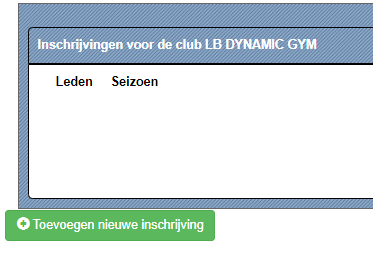 Inschrijvingen voor de club LB DYNAMIC GYM
Leden Seizoen
Toevoegen nieuwe inschrijving